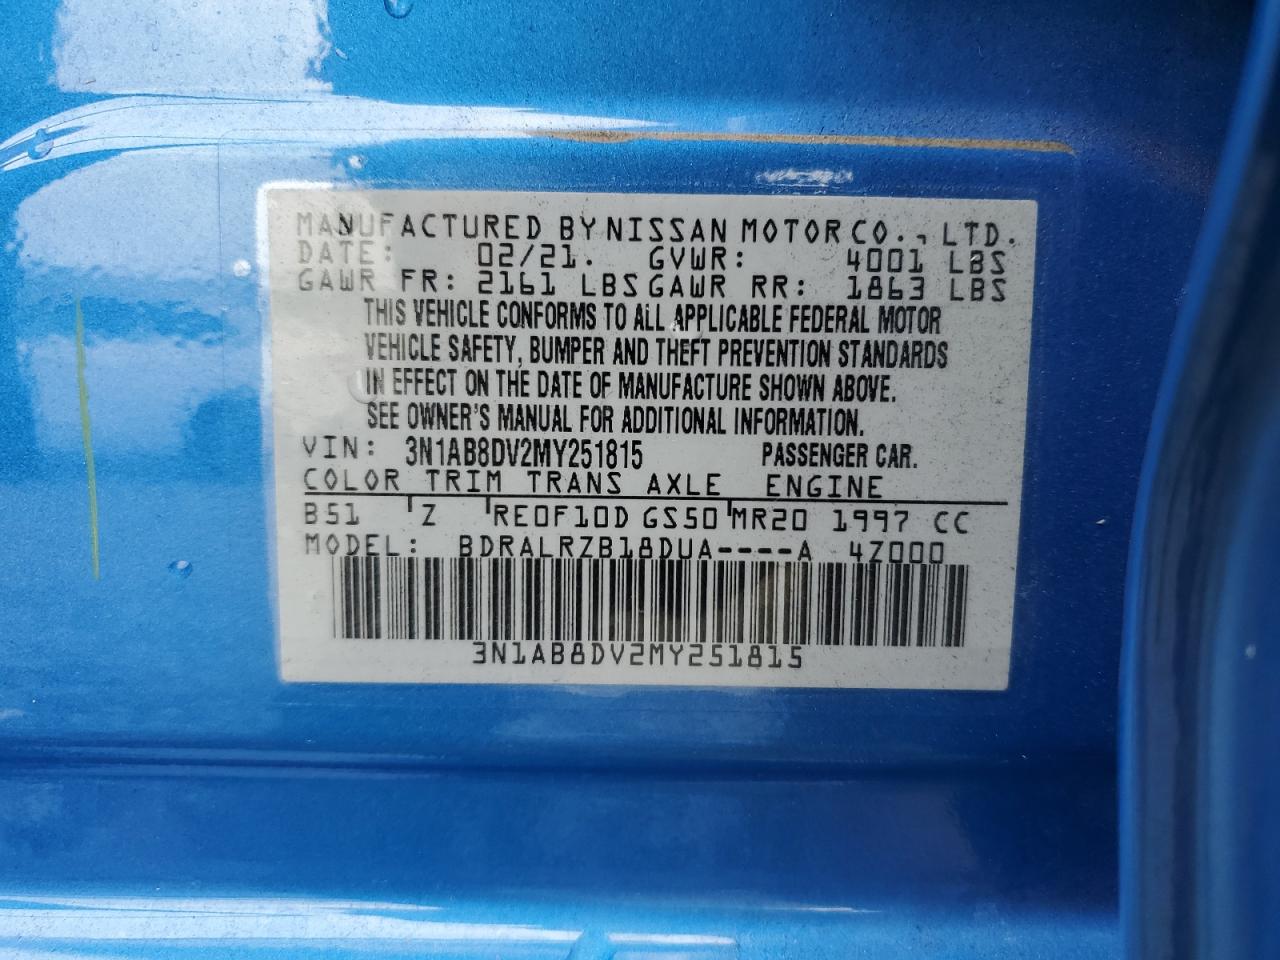 MANUFACTURED BY NISSAN MOTOR CO., LTD.
DATE: 02/21. GVWR: 4001 LBS
GAWR FR: 2161 LBS GAWR RR: 1863 LBS
THIS VEHICLE CONFORMS TO ALL APPLICABLE FEDERAL MOTOR
VEHICLE SAFETY, BUMPER AND THEFT PREVENTION STANDARDS
IN EFFECT ON THE DATE OF MANUFACTURE SHOWN ABOVE.
SEE OWNER'S MANUAL FOR ADDITIONAL INFORMATION.
VIN: 3N1AB8DV2MY251815 PASSENGER CAR.
COLOR TRIM TRANS AXLE ENGINE
B51 Z RE0F10D GS50 MR20 1997 CC
MODEL: BDRALRZB18DUA----A 4Z000
3N1AB8DV2MY251815